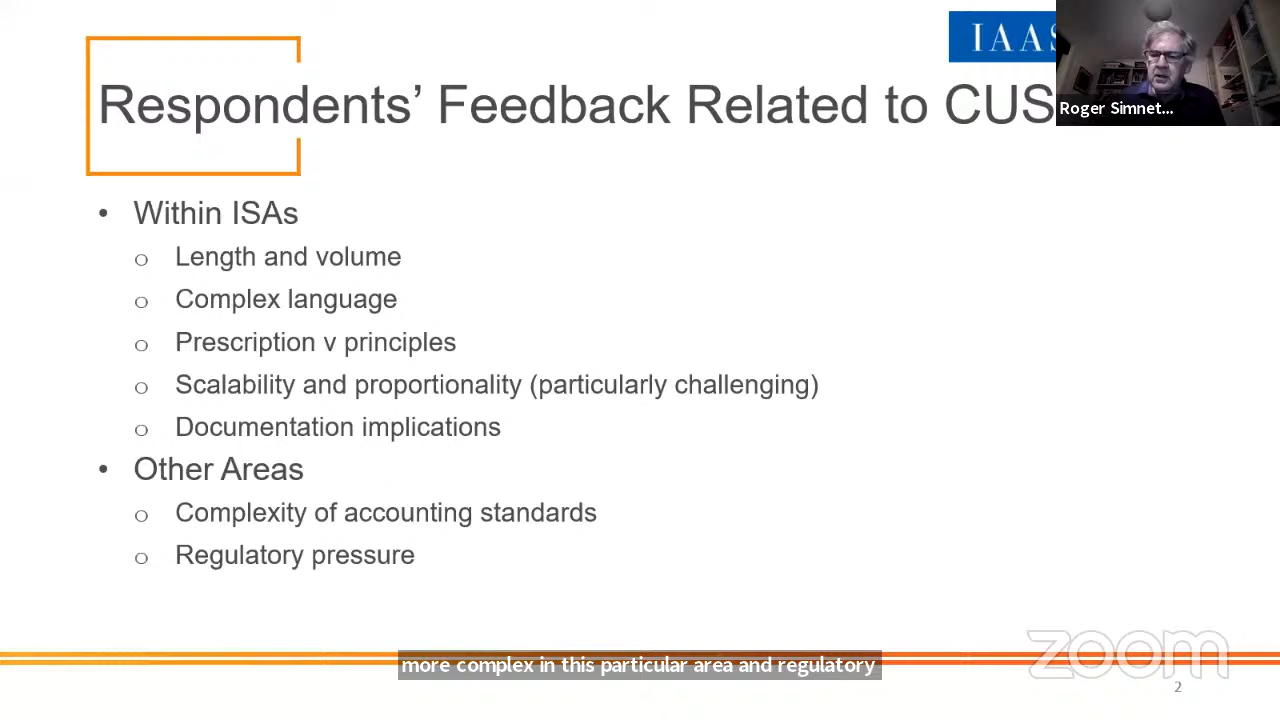 IAAS
Respondents’ Feedback Related to CUS
Roger Simnet...
• Within ISAs
o Length and volume
o Complex language
o Prescription v principles
o Scalability and proportionality (particularly challenging)
o Documentation implications
• Other Areas
o Complexity of accounting standards
o Regulatory pressure
zoom
more complex in this particular area and regulatory
2